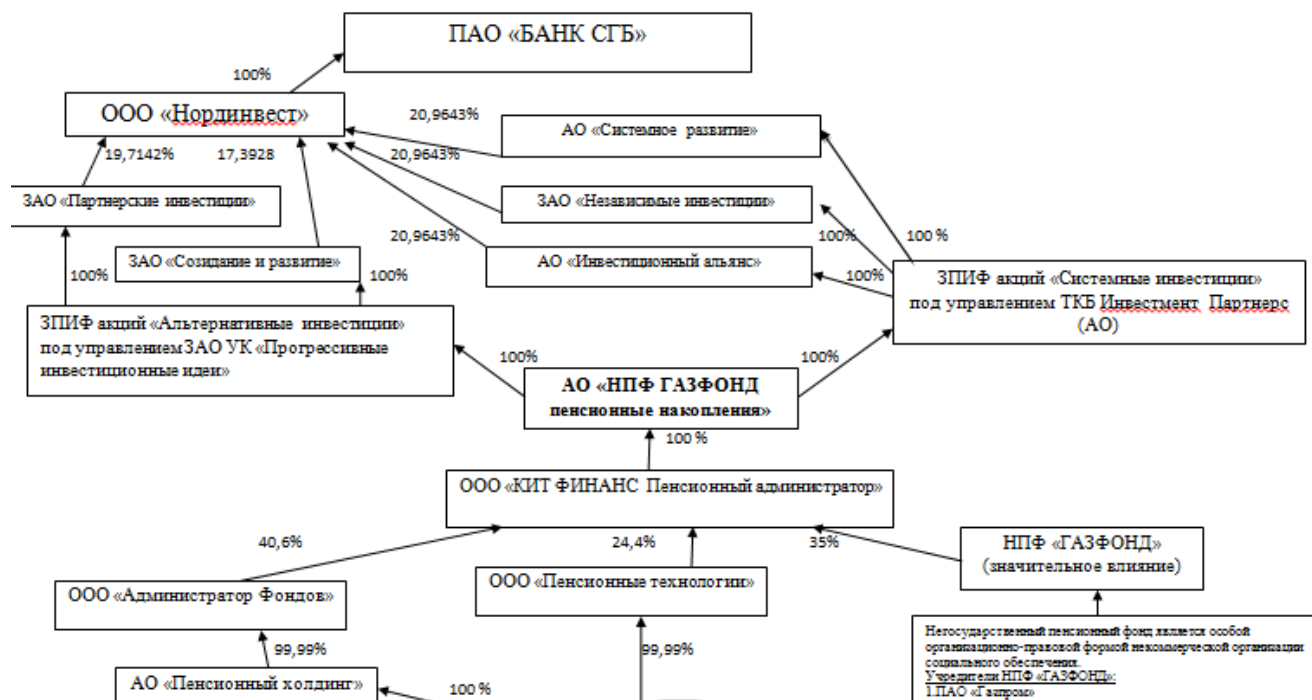 ПАО «БАНК СГБ»
100%
ООО «Нординвест»
20,9643%
АО «Системное развитие»
19,7142%
17,3928
20,9643%
ЗАО «Партнерские инвестиции»
ЗАО «Независимые инвестиции»
20,9643%
100%
100 %
ЗАО «Созидание и развитие»
АО «Инвестиционный альянс»
100%
100%
100%
ЗПИФ акций «Системные инвестиции»
под управлением ТКБ Инвестмент Партнерс
(АО)
ЗПИФ акций «Альтернативные инвестиции»
под управлением ЗАО УК «Прогрессивные
инвестиционные идеи»
100%
100%
АО «НПФ ГАЗФОНД
пенсионные накопления»
100 %
ООО «КИТ ФИНАНС Пенсионный администратор»
40,6%
24,4%
35%
НПФ «ГАЗФОНД»
(значительное влияние)
ООО «Администратор Фондов»
ООО «Пенсионные технологии»
99,99%
99,99%
Негосударственный пенсионный фонд является особой
организационно-правовой формой некоммерческой организации
социального обеспечения.
Учредители НПФ «ГАЗФОНД»:
1.ПАО «Газпром»
АО «Пенсионный холдинг»
100 %